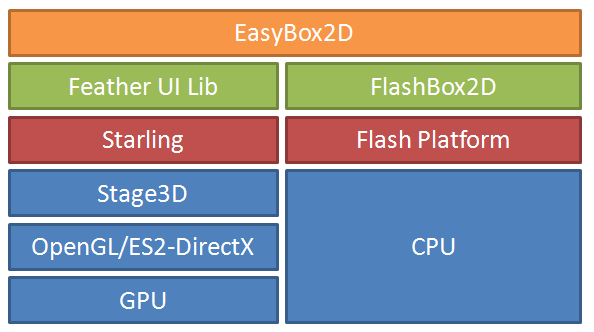 EasyBox2D
Feather UI Lib
FlashBox2D
Starling
Flash Platform
Stage3D
OpenGL/ES2-DirectX
CPU
GPU